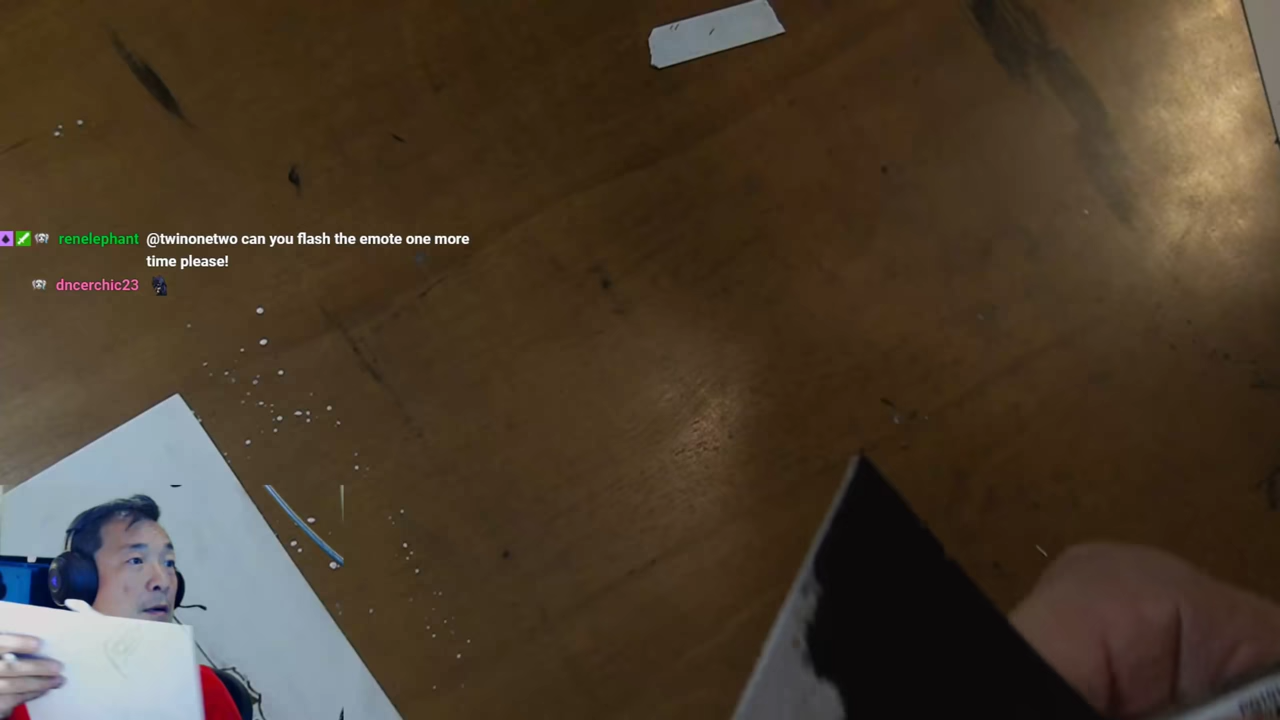 renelephant @twinonetwo can you flash the emote one more
time please!
dncerchic23